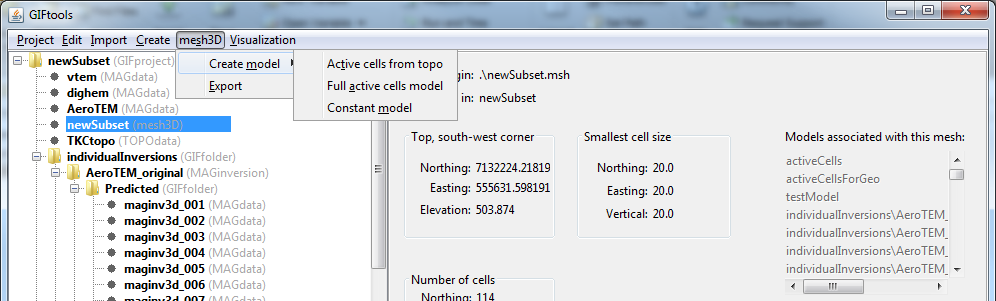 GIFtools
Project Edit Import Create mesh3D Visualization
Create model
Export
Active cells from topo
Full active cells model
Constant model
newSubset (GIFproject)
vtem (MAGdata)
dighem (MAGdata)
AeroTEM (MAGdata)
newSubset (mesh3D)
TKCtopo (TOPOdata)
individualInversions (GIFfolder)
AeroTEM_original (MAGinversion)
Predicted (GIFfolder)
maginv3d_001 (MAGdata)
maginv3d_002 (MAGdata)
maginv3d_003 (MAGdata)
maginv3d_004 (MAGdata)
maginv3d_005 (MAGdata)
maginv3d_006 (MAGdata)
maginv3d_007 (MAGdata)
gin: .\newSubset.msh
in: newSubset
Top, south-west corner
Northing: 7132224.21819
Easting: 555631.598191
Elevation: 503.874
Smallest cell size
Northing: 20.0
Easting: 20.0
Vertical: 20.0
Models associated with this mesh:
activeCells
activeCellsForGeo
testModel
individualInversions\AeroTEM_
individualInversions\AeroTEM_
individualInversions\AeroTEM_
individualInversions\AeroTEM_
Number of cells
Northing: 114